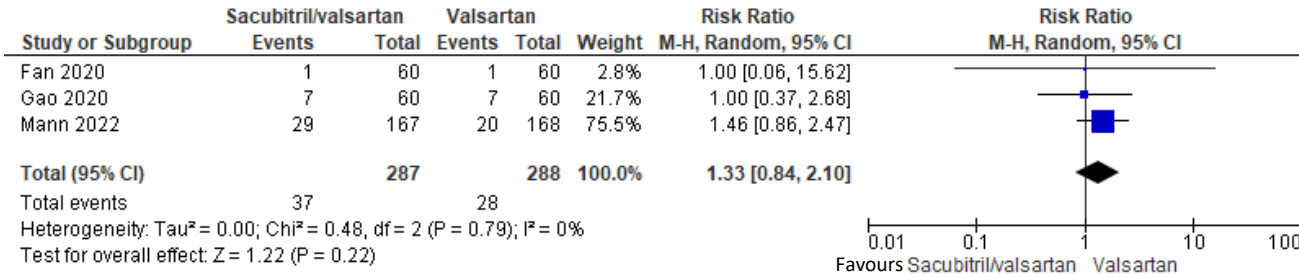 Sacubitril/valsartan Valsartan Risk Ratio Risk Ratio
Study or Subgroup Events Total Events Total Weight M-H, Random, 95% CI M-H, Random, 95% CI
Fan 2020 1 60 1 60 2.8% 1.00 [0.06, 15.62]
Gao 2020 7 60 7 60 21.7% 1.00 [0.37, 2.68]
Mann 2022 29 167 20 168 75.5% 1.46 [0.86, 2.47]
Total (95% CI) 287 288 100.0% 1.33 [0.84, 2.10]
Total events 37 28
Heterogeneity: Tau² = 0.00; Chi² = 0.48, df = 2 (P = 0.79); I² = 0%
Test for overall effect: Z = 1.22 (P = 0.22)
0.01 0.1 1 10 100
Favours Sacubitril/valsartan Valsartan